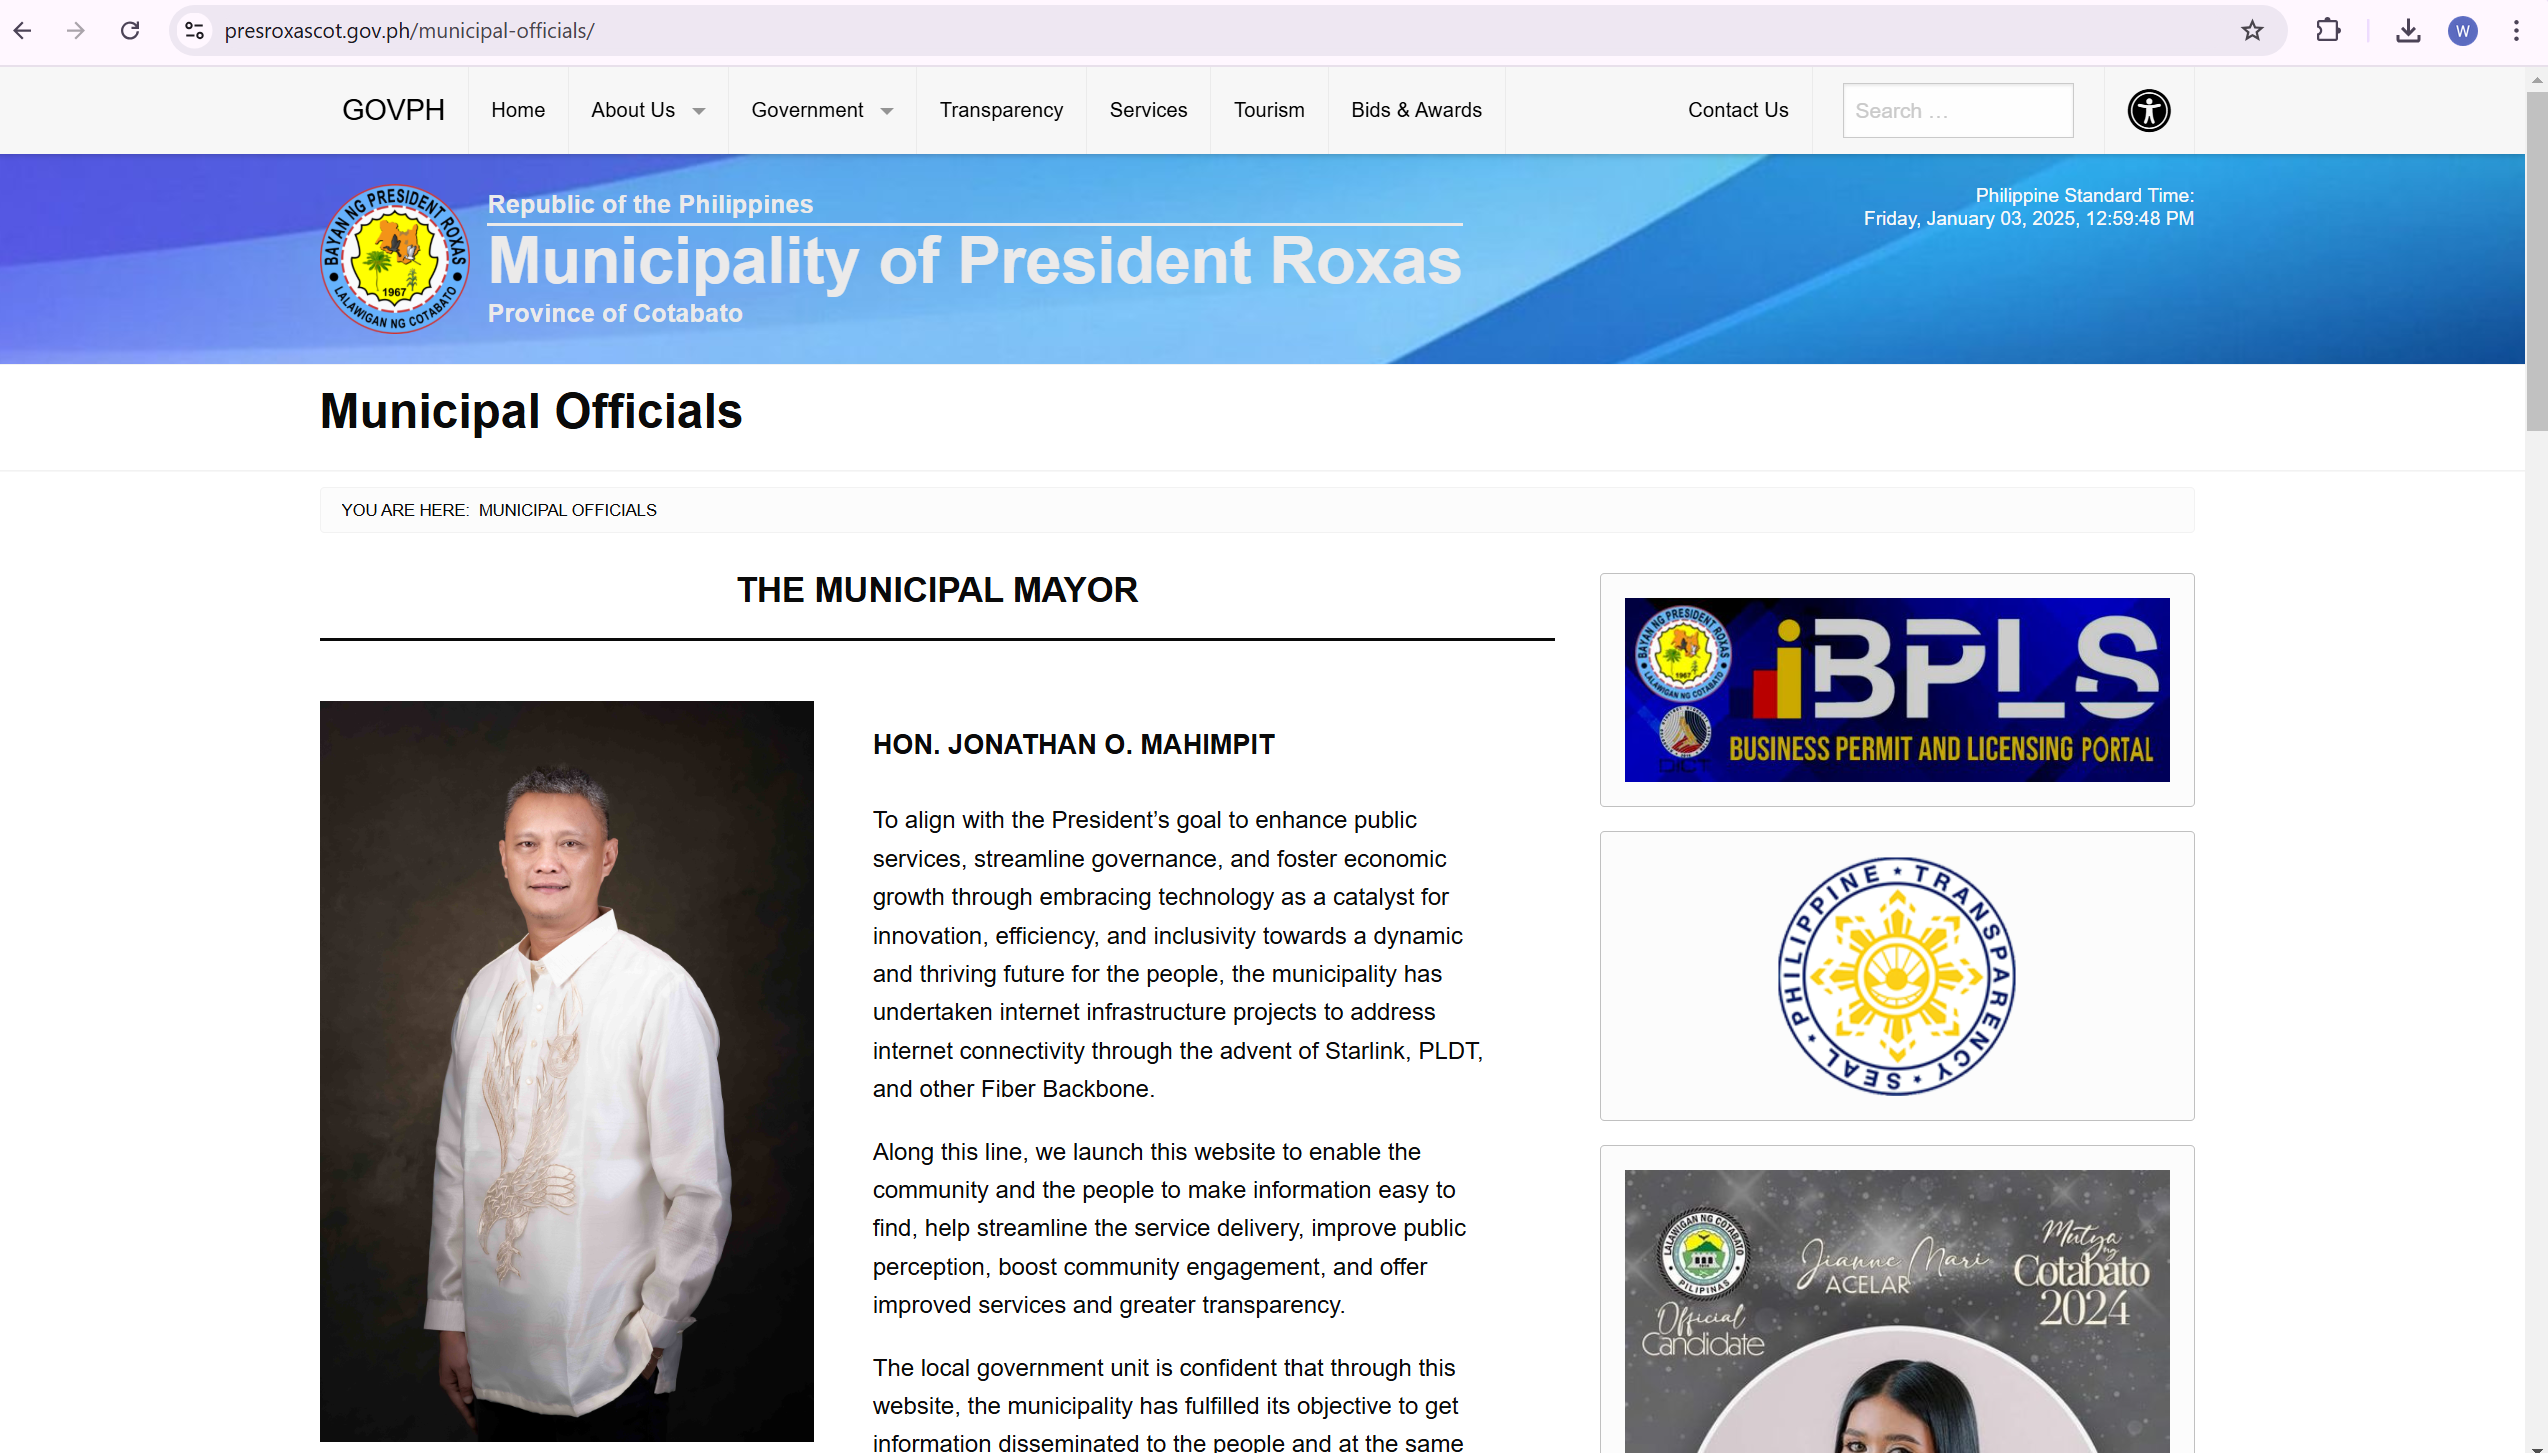 presroxascot.gov.ph/municipal-officials/
W
GOVPH
Home
About Us
Government
Transparency
Services
Tourism
Bids & Awards
Contact Us
Search …
BAYAN NG PRESIDENT ROXAS
1967
LALAWIGAN NG COTABATO
Republic of the Philippines
Municipality of President Roxas
Province of Cotabato
Philippine Standard Time:
Friday, January 03, 2025, 12:59:48 PM
Municipal Officials
YOU ARE HERE: MUNICIPAL OFFICIALS
THE MUNICIPAL MAYOR
HON. JONATHAN O. MAHIMPIT
To align with the President’s goal to enhance public
services, streamline governance, and foster economic
growth through embracing technology as a catalyst for
innovation, efficiency, and inclusivity towards a dynamic
and thriving future for the people, the municipality has
undertaken internet infrastructure projects to address
internet connectivity through the advent of Starlink, PLDT,
and other Fiber Backbone.
Along this line, we launch this website to enable the
community and the people to make information easy to
find, help streamline the service delivery, improve public
perception, boost community engagement, and offer
improved services and greater transparency.
The local government unit is confident that through this
website, the municipality has fulfilled its objective to get
information disseminated to the people and at the same
BAYAN NG PRESIDENT ROXAS
1967
LALAWIGAN NG COTABATO
DICT
iBPLS
BUSINESS PERMIT AND LICENSING PORTAL
PHILIPPINE TRANSPARENCY SEAL
LALAWIGAN NG COTABATO
PILIPINAS
Official
Candidate
Jianne Mari
ACELAR
Mutya
ng
Cotabato
2024